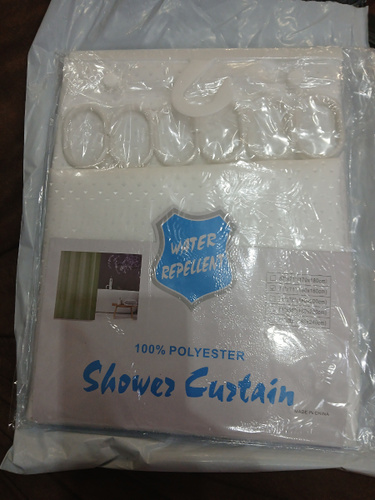 WATER
REPELLENT
100% POLYESTER
Shower Curtain
MADE IN CHINA